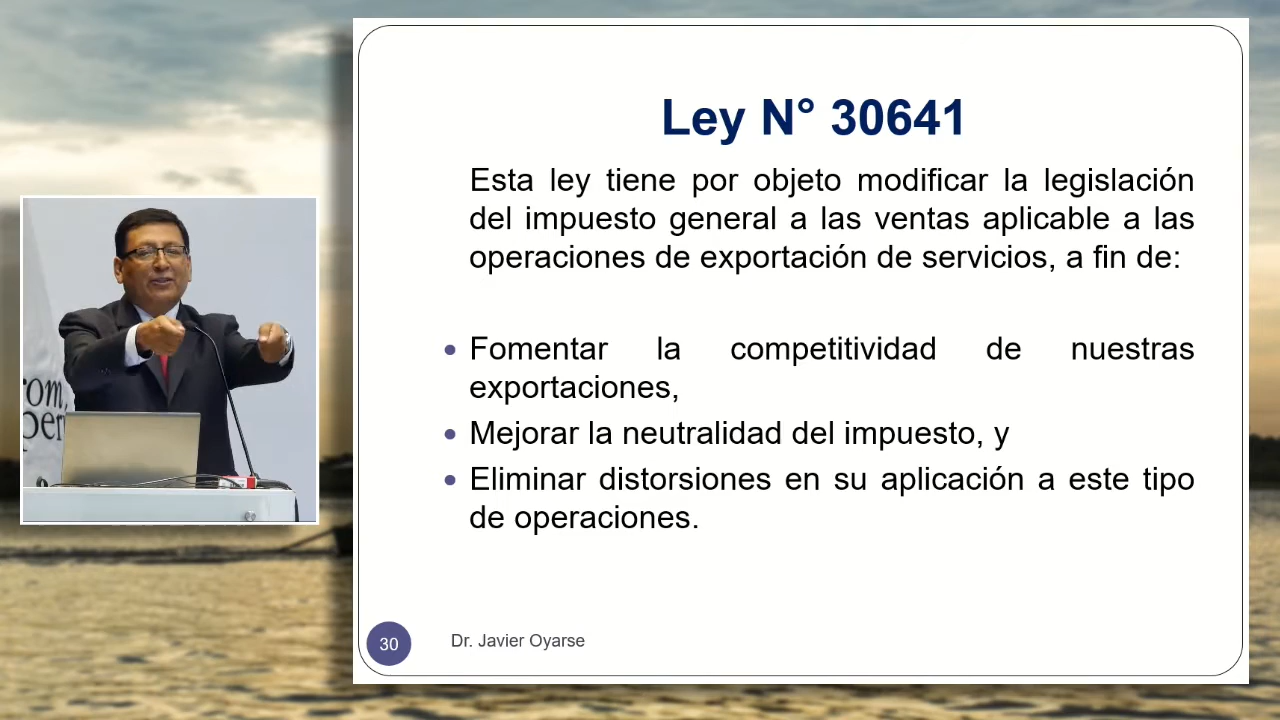 Ley N° 30641
Esta ley tiene por objeto modificar la legislación
del impuesto general a las ventas aplicable a las
operaciones de exportación de servicios, a fin de:
Fomentar la competitividad de nuestras
exportaciones,
Mejorar la neutralidad del impuesto, y
Eliminar distorsiones en su aplicación a este tipo
de operaciones.
30
Dr. Javier Oyarse